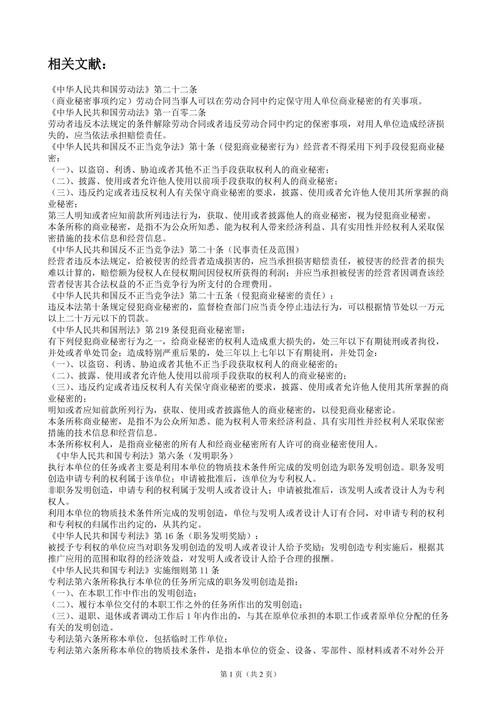 相关文献：
《中华人民共和国劳动法》第二十二条
（商业秘密事项约定）劳动合同当事人可以在劳动合同中约定保守用人单位商业秘密的有关事项。
《中华人民共和国劳动法》第一百零二条
劳动者违反本法规定的条件解除劳动合同或者违反劳动合同中约定的保密事项，对用人单位造成经济损
失的，应当依法承担赔偿责任。
《中华人民共和国反不正当竞争法》第十条（侵犯商业秘密行为）经营者不得采用下列手段侵犯商业秘
密：
（一）、以盗窃、利诱、胁迫或者其他不正当手段获取权利人的商业秘密；
（二）、披露、使用或者允许他人使用以前项手段获取的权利人的商业秘密；
（三）、违反约定或者违反权利人有关保守商业秘密的要求，披露、使用或者允许他人使用其所掌握的商
业秘密；
第三人明知或者应知前款所列违法行为，获取、使用或者披露他人的商业秘密，视为侵犯商业秘密。
本条所称的商业秘密，是指不为公众所知悉、能为权利人带来经济利益、具有实用性并经权利人采取保
密措施的技术信息和经营信息。
《中华人民共和国反不正当竞争法》第二十条（民事责任及范围）
经营者违反本法规定，给被侵害的经营者造成损害的，应当承担损害赔偿责任，被侵害的经营者的损失
难以计算的，赔偿额为侵权人在侵权期间因侵权所获得的利润；并应当承担被侵害的经营者因调查该经
营者侵害其合法权益的不正当竞争行为所支付的合理费用。
《中华人民共和国反不正当竞争法》第二十五条（侵犯商业秘密的责任）：
违反本法第十条规定侵犯商业秘密的，监督检查部门应当责令停止违法行为，可以根据情节处以一万元
以上二十万元以下的罚款。
《中华人民共和国刑法》第 219 条侵犯商业秘密罪：
有下列侵犯商业秘密行为之一，给商业秘密的权利人造成重大损失的，处三年以下有期徒刑或者拘役，
并处或者单处罚金；造成特别严重后果的，处三年以上七年以下有期徒刑，并处罚金：
（一）、以盗窃、利诱、胁迫或者其他不正当手段获取权利人的商业秘密的；
（二）、披露、使用或者允许他人使用以前项手段获取的权利人的商业秘密的；
（三）、违反约定或者违反权利人有关保守商业秘密的要求，披露、使用或者允许他人使用其所掌握的商
业秘密的；
明知或者应知前款所列行为，获取、使用或者披露他人的商业秘密的，以侵犯商业秘密论。
本条所称商业秘密，是指不为公众所知悉、能为权利人带来经济利益、具有实用性并经权利人采取保密
措施的技术信息和经营信息。
本条所称权利人，是指商业秘密的所有人和经商业秘密所有人许可的商业秘密使用人。
《中华人民共和国专利法》第六条（发明职务）
执行本单位的任务或者主要是利用本单位的物质技术条件所完成的发明创造为职务发明创造。职务发明
创造申请专利的权利属于该单位；申请被批准后，该单位为专利权人。
非职务发明创造，申请专利的权利属于发明人或者设计人；申请被批准后，该发明人或者设计人为专利
权人。
利用本单位的物质技术条件所完成的发明创造，单位与发明人或者设计人订有合同，对申请专利的权利
和专利权的归属作出约定的，从其约定。
《中华人民共和国专利法》第 16 条（职务发明奖励）：
被授予专利权的单位应当对职务发明创造的发明人或者设计人给予奖励；发明创造专利实施后，根据其
推广应用的范围和取得的经济效益，对发明人或者设计人给予合理的报酬。
《中华人民共和国专利法》实施细则第 11 条
专利法第六条所称执行本单位的任务所完成的职务发明创造是指：
（一）、在本职工作中作出的发明创造；
（二）、履行本单位交付的本职工作之外的任务所作出的发明创造；
（三）、退职、退休或者调动工作后 1 年内作出的，与其在原单位承担的本职工作或者原单位分配的任务
有关的发明创造。
专利法第六条所称本单位，包括临时工作单位；
专利法第六条所称本单位的物质技术条件，是指本单位的资金、设备、零部件、原材料或者不对外公开
第 1 页（共 2 页）